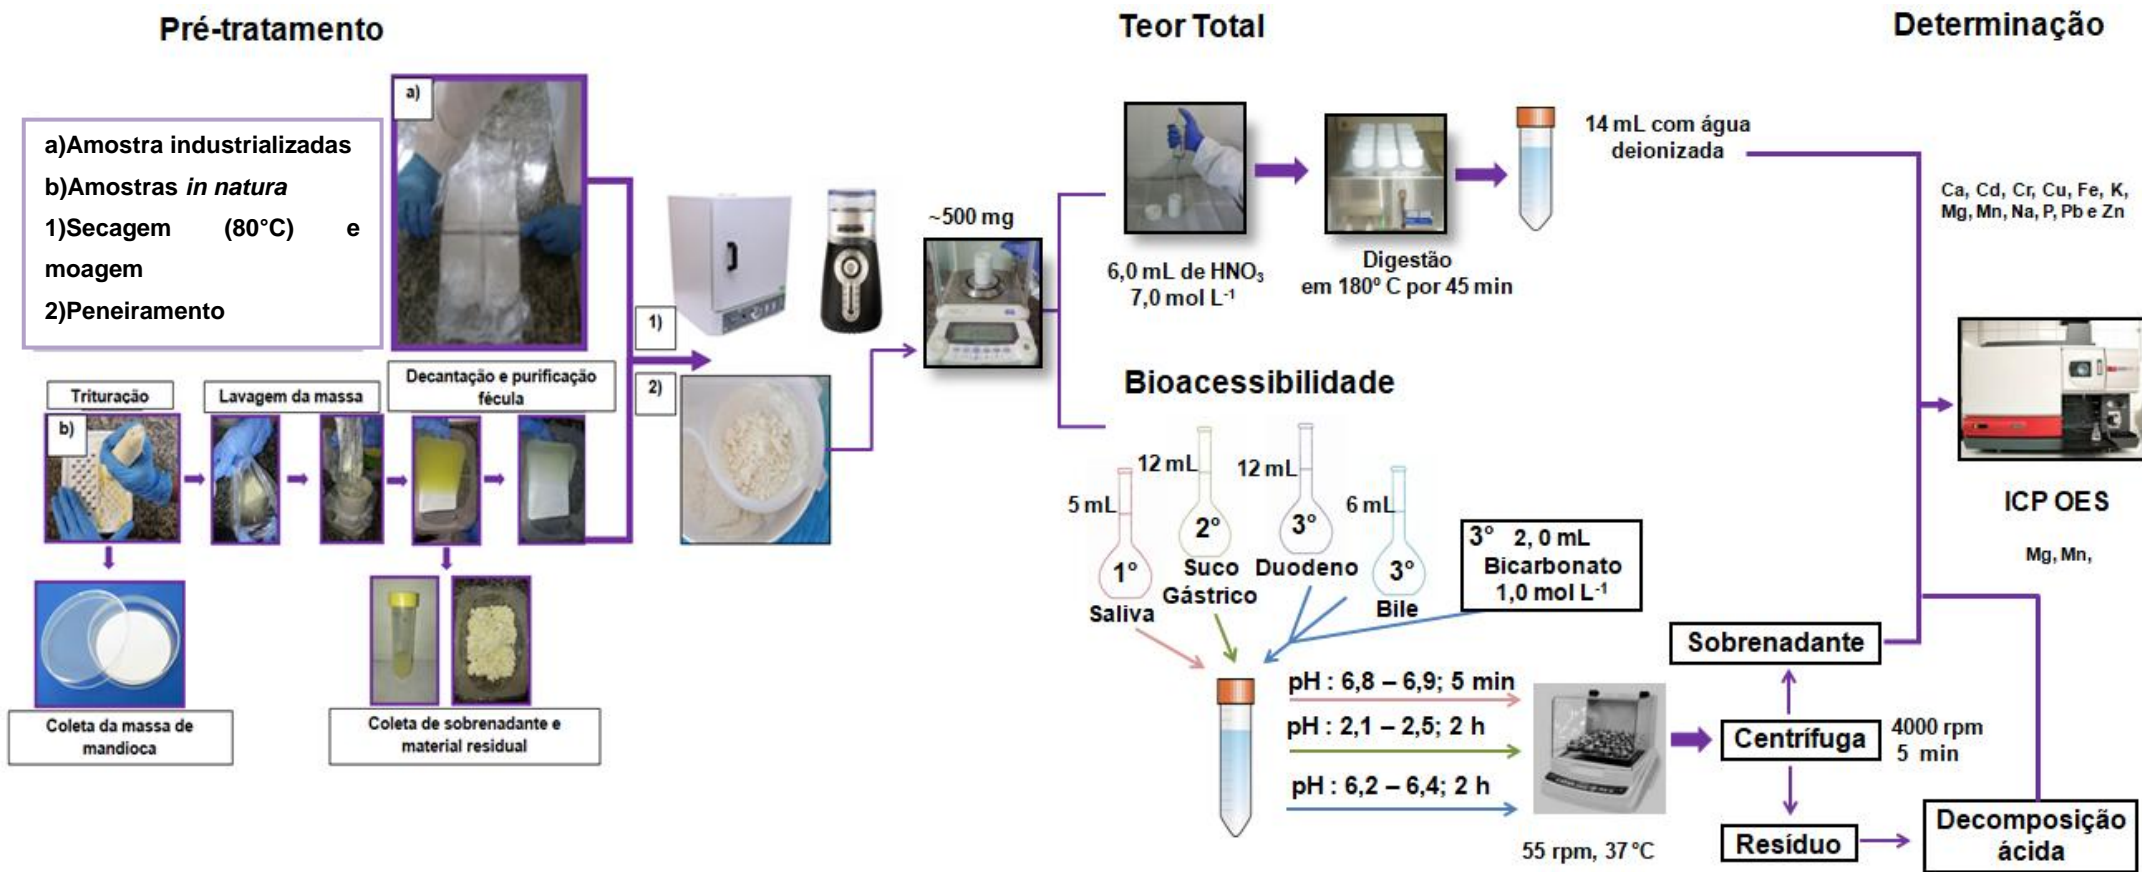 Pré-tratamento
a)Amostra industrializadas
b)Amostras in natura
1)Secagem (80°C) e
moagem
2)Peneiramento
a)
Trituração
Lavagem da massa
Decantação e purificação
fécula
b)
Coleta da massa de
mandioca
Coleta de sobrenadante e
material residual
1)
2)
~500 mg
Teor Total
6,0 mL de HNO₃
7,0 mol L⁻¹
Digestão
em 180º C por 45 min
14 mL com água
deionizada
Bioacessibilidade
5 mL
12 mL
12 mL
6 mL
1°
Saliva
2°
Suco
Gástrico
3°
Duodeno
3°
Bile
3° 2, 0 mL
Bicarbonato
1,0 mol L⁻¹
pH : 6,8 – 6,9; 5 min
pH : 2,1 – 2,5; 2 h
pH : 6,2 – 6,4; 2 h
55 rpm, 37 °C
Sobrenadante
Centrífuga
4000 rpm
5 min
Resíduo
Decomposição
ácida
Determinação
Ca, Cd, Cr, Cu, Fe, K,
Mg, Mn, Na, P, Pb e Zn
ICP OES
Mg, Mn,